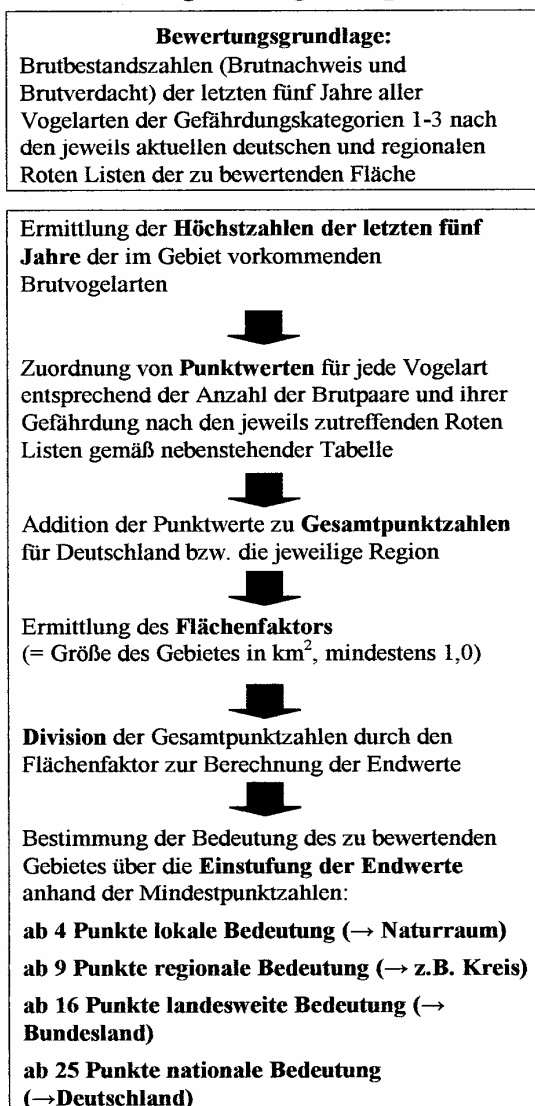 Bewertungsgrundlage:
Brutbestandszahlen (Brutnachweis und
Brutverdacht) der letzten fünf Jahre aller
Vogelarten der Gefährdungskategorien 1-3 nach
den jeweils aktuellen deutschen und regionalen
Roten Listen der zu bewertenden Fläche
Ermittlung der Höchstzahlen der letzten fünf
Jahre der im Gebiet vorkommenden
Brutvogelarten
Zuordnung von Punktwerten für jede Vogelart
entsprechend der Anzahl der Brutpaare und ihrer
Gefährdung nach den jeweils zutreffenden Roten
Listen gemäß nebenstehender Tabelle
Addition der Punktwerte zu Gesamtpunktzahlen
für Deutschland bzw. die jeweilige Region
Ermittlung des Flächenfaktors
(= Größe des Gebietes in km², mindestens 1,0)
Division der Gesamtpunktzahlen durch den
Flächenfaktor zur Berechnung der Endwerte
Bestimmung der Bedeutung des zu bewertenden
Gebietes über die Einstufung der Endwerte
anhand der Mindestpunktzahlen:
ab 4 Punkte lokale Bedeutung (→ Naturraum)
ab 9 Punkte regionale Bedeutung (→ z.B. Kreis)
ab 16 Punkte landesweite Bedeutung (→
Bundesland)
ab 25 Punkte nationale Bedeutung
(→Deutschland)